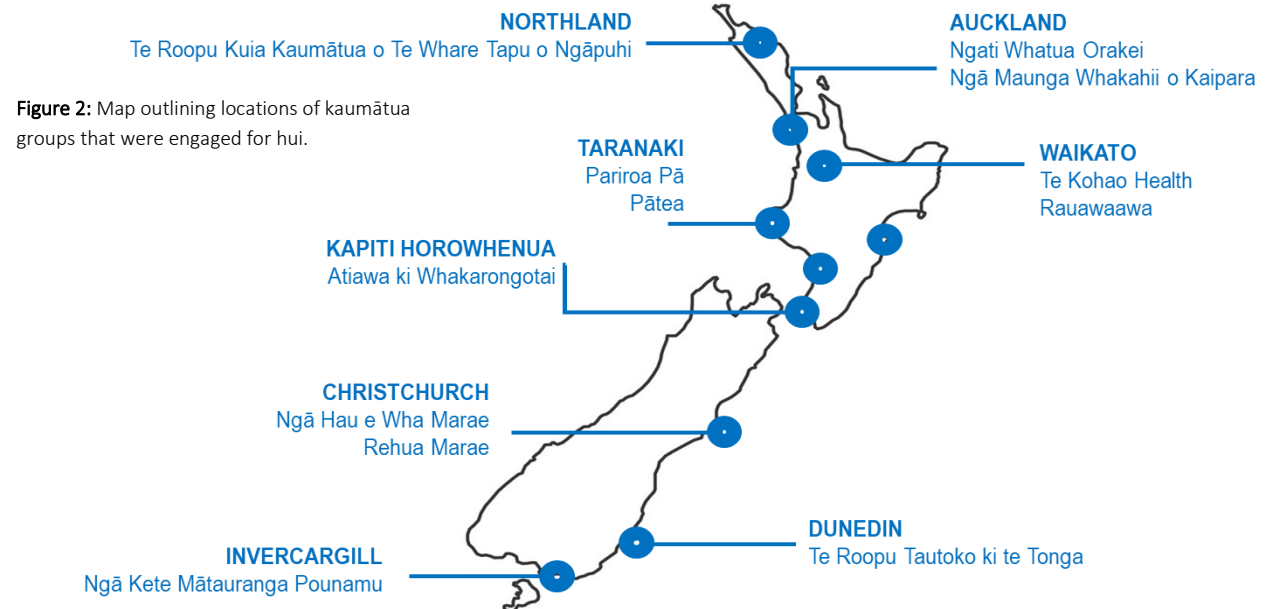 NORTHLAND
Te Roopu Kuia Kaumātua o Te Whare Tapu o Ngāpuhi
AUCKLAND
Ngati Whatua Orakei
Ngā Maunga Whakahii o Kaipara
Figure 2: Map outlining locations of kaumātua
groups that were engaged for hui.
TARANAKI
Pariroa Pā
Pātea
WAIKATO
Te Kohao Health
Rauawaawa
KAPITI HOROWHENUA
Atiawa ki Whakarongotai
CHRISTCHURCH
Ngā Hau e Wha Marae
Rehua Marae
DUNEDIN
Te Roopu Tautoko ki te Tonga
INVERCARGILL
Ngā Kete Mātauranga Pounamu